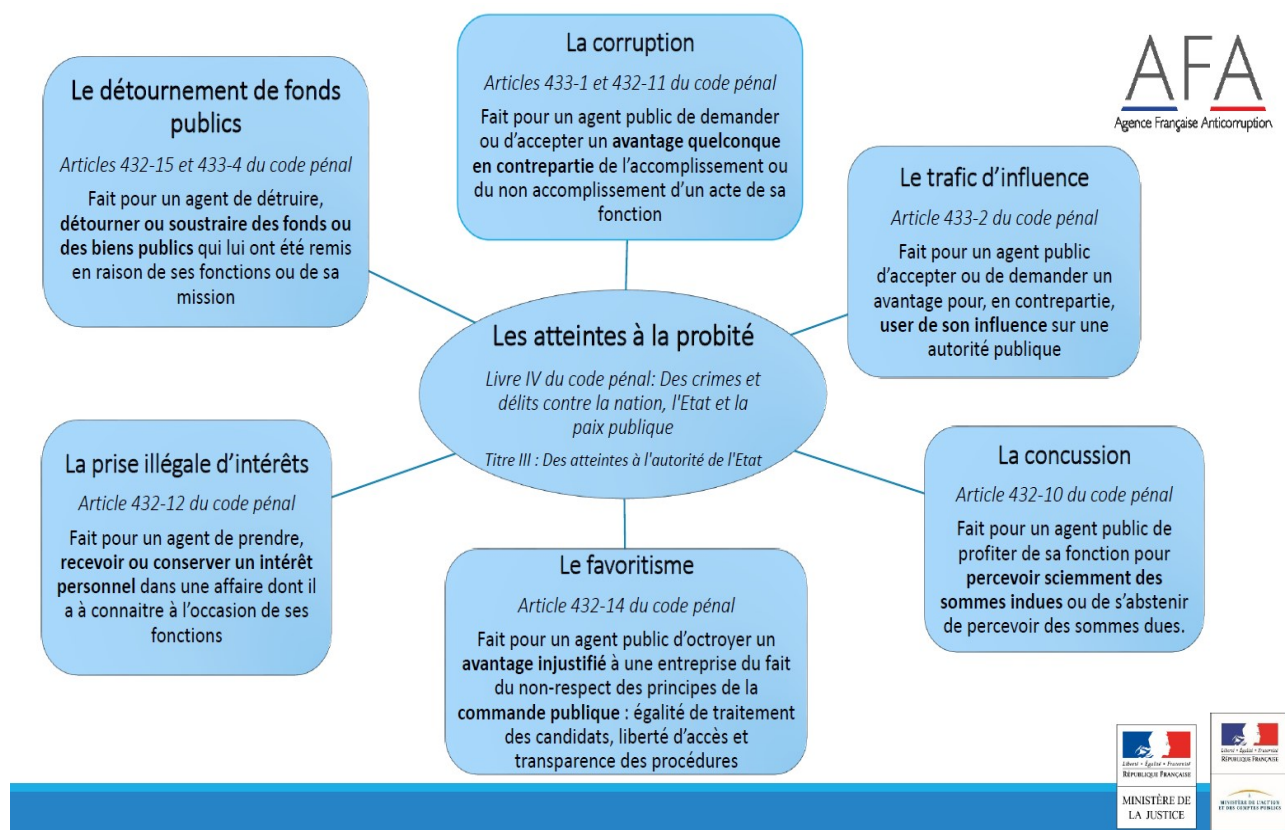 La corruption
Articles 433-1 et 432-11 du code pénal
Fait pour un agent public de demander
ou d'accepter un avantage quelconque
en contrepartie de l'accomplissement ou
du non accomplissement d'un acte de sa
fonction
AFA
Agence Française Anticorruption
Le détournement de fonds
publics
Articles 432-15 et 433-4 du code pénal
Fait pour un agent de détruire,
détourner ou soustraire des fonds ou
des biens publics qui lui ont été remis
en raison de ses fonctions ou de sa
mission
Le trafic d'influence
Article 433-2 du code pénal
Fait pour un agent public
d'accepter ou de demander un
avantage pour, en contrepartie,
user de son influence sur une
autorité publique
Les atteintes à la probité
Livre IV du code pénal: Des crimes et
délits contre la nation, l'Etat et la
paix publique
Titre III : Des atteintes à l'autorité de l'Etat
La prise illégale d'intérêts
Article 432-12 du code pénal
Fait pour un agent de prendre,
recevoir ou conserver un intérêt
personnel dans une affaire dont il
a à connaitre à l'occasion de ses
fonctions
La concussion
Article 432-10 du code pénal
Fait pour un agent public de
profiter de sa fonction pour
percevoir sciemment des
sommes indues ou de s'abstenir
de percevoir des sommes dues.
Le favoritisme
Article 432-14 du code pénal
Fait pour un agent public d'octroyer un
avantage injustifié à une entreprise du fait
du non-respect des principes de la
commande publique : égalité de traitement
des candidats, liberté d'accès et
transparence des procédures
Liberté • Égalité • Fraternité
RÉPUBLIQUE FRANÇAISE
MINISTÈRE DE
LA JUSTICE
Liberté • Égalité • Fraternité
RÉPUBLIQUE FRANÇAISE
MINISTÈRE DE L'ACTION
ET DES COMPTES PUBLICS